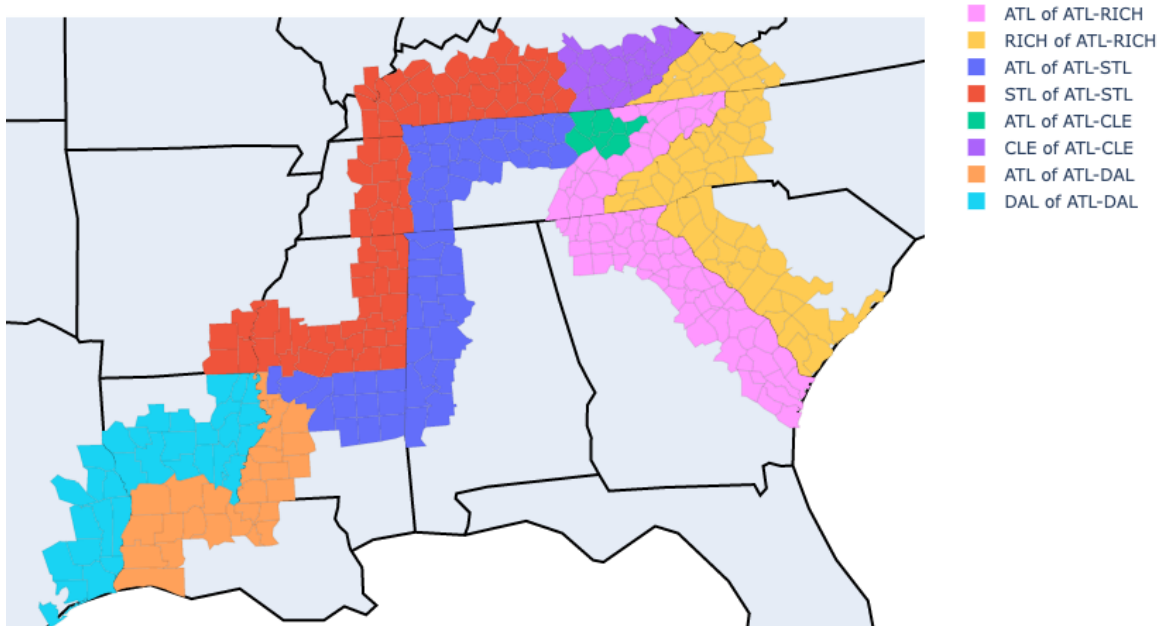 ATL of ATL-RICH
RICH of ATL-RICH
ATL of ATL-STL
STL of ATL-STL
ATL of ATL-CLE
CLE of ATL-CLE
ATL of ATL-DAL
DAL of ATL-DAL